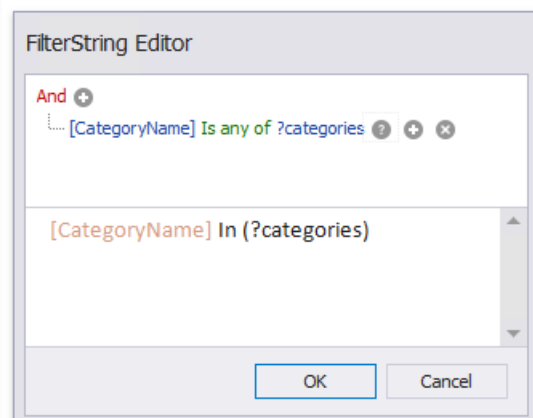 FilterString Editor
And
[CategoryName] Is any of ?categories ?
[CategoryName] In (?categories)
OK Cancel